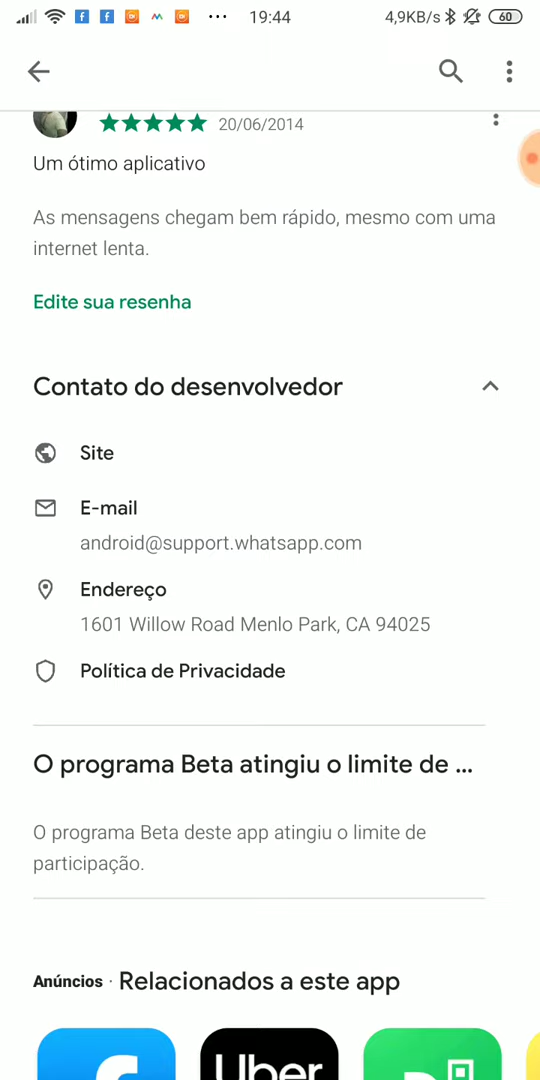 4,9KB/s 60
19:44
20/06/2014
Um ótimo aplicativo
As mensagens chegam bem rápido, mesmo com uma
internet lenta.
Edite sua resenha
Contato do desenvolvedor
Site
E-mail
android@support.whatsapp.com
Endereço
1601 Willow Road Menlo Park, CA 94025
Política de Privacidade
O programa Beta atingiu o limite de ...
O programa Beta deste app atingiu o limite de
participação.
Anúncios · Relacionados a este app
Uber